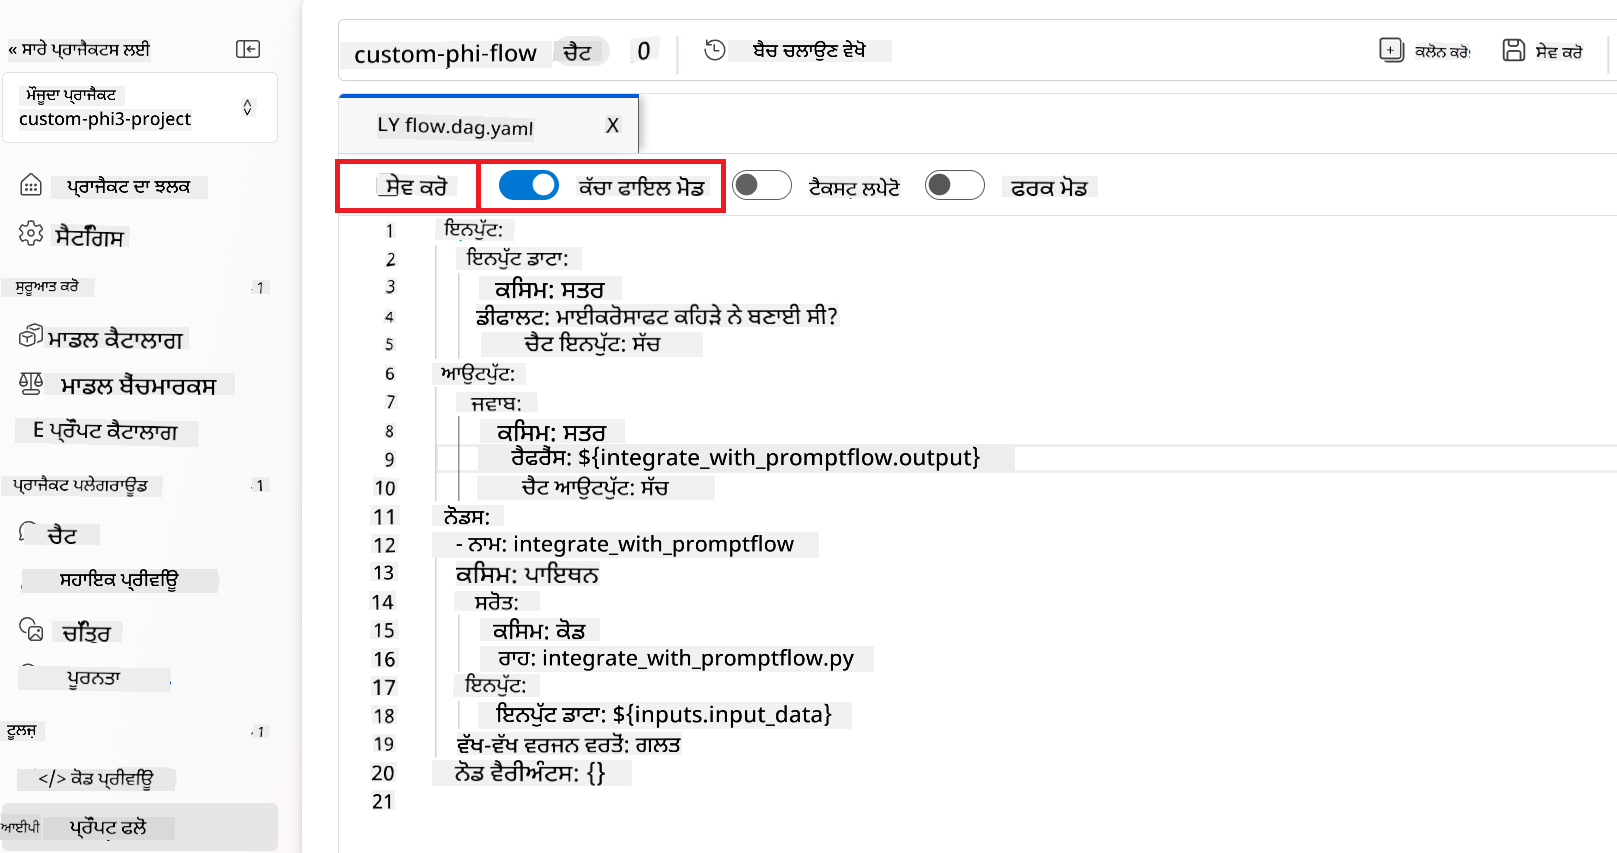 « ਸਾਰੇ ਪ੍ਰਾਜੈਕਟਸ ਲਈ
ਮੌਜੂਦਾ ਪ੍ਰਾਜੈਕਟ
custom-phi3-project
ਪ੍ਰਾਜੈਕਟ ਦਾ ਝਲਕ
ਸੈਟਿੰਗਸ
ਸ਼ੁਰੂਆਤ ਕਰੋ 1
ਮਾਡਲ ਕੈਟਾਲਾਗ
ਮਾਡਲ ਬੈਂਚਮਾਰਕਸ
E ਪ੍ਰੌਂਪਟ ਕੈਟਾਲਾਗ
ਪ੍ਰਾਜੈਕਟ ਪਲੇਗਰਾਊਂਡ 1
ਚੈਟ
ਸਹਾਇਕ ਪ੍ਰੀਵਿਊ
ਚਿੱਤਰ
ਪੂਰਨਤਾ
ਟੂਲਜ਼ 1
</> ਕੋਡ ਪ੍ਰੀਵਿਊ
ਆਈਪੀ ਪ੍ਰੌਂਪਟ ਫਲੋ
custom-phi-flow ਚੈਟ 0 ਬੈਚ ਚਲਾਉਣ ਵੇਖੋ ਕਲੋਨ ਕਰੋ ਸੇਵ ਕਰੋ
LY flow.dag.yaml X
ਸੇਵ ਕਰੋ ਕੱਚਾ ਫਾਇਲ ਮੋਡ ਟੈਕਸਟ ਲਪੇਟੋ ਫਰਕ ਮੋਡ
1 ਇਨਪੁੱਟ:
2 ਇਨਪੁੱਟ ਡਾਟਾ:
3 ਕਿਸਮ: ਸਤਰ
4 ਡੀਫਾਲਟ: ਮਾਈਕਰੋਸਾਫਟ ਕਿਹੜੇ ਨੇ ਬਣਾਈ ਸੀ?
5 ਚੈਟ ਇਨਪੁੱਟ: ਸੱਚ
6 ਆਉਟਪੁੱਟ:
7 ਜਵਾਬ:
8 ਕਿਸਮ: ਸਤਰ
9 ਰੈਫਰੈਂਸ: ${integrate_with_promptflow.output}
10 ਚੈਟ ਆਉਟਪੁੱਟ: ਸੱਚ
11 ਨੋਡਸ:
12 - ਨਾਮ: integrate_with_promptflow
13 ਕਿਸਮ: ਪਾਇਥਨ
14 ਸਰੋਤ:
15 ਕਿਸਮ: ਕੋਡ
16 ਰਾਹ: integrate_with_promptflow.py
17 ਇਨਪੁੱਟ:
18 ਇਨਪੁੱਟ ਡਾਟਾ: ${inputs.input_data}
19 ਵੱਖ-ਵੱਖ ਵਰਜਨ ਵਰਤੋਂ: ਗਲਤ
20 ਨੋਡ ਵੈਰੀਅੰਟਸ: {}
21